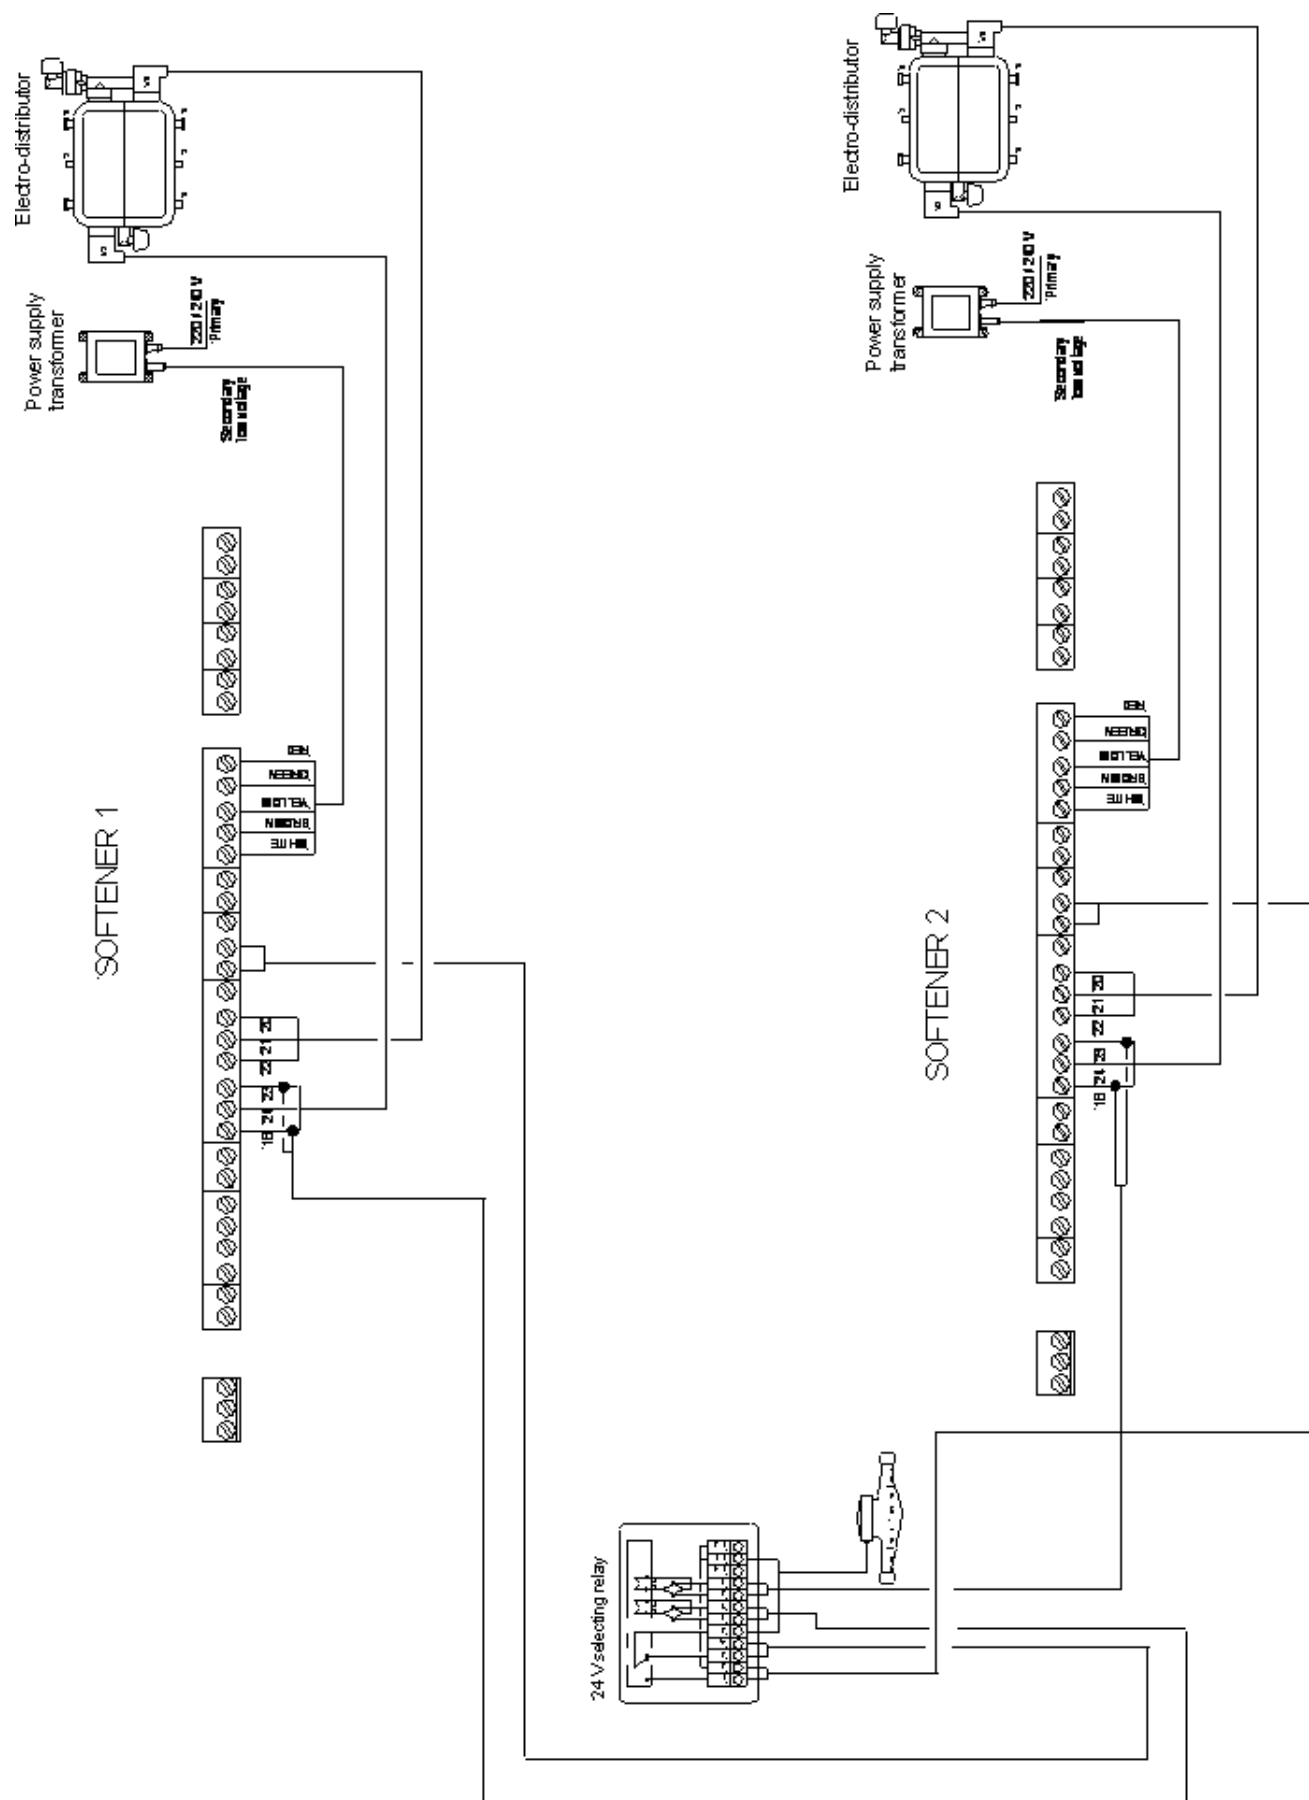 Electro-distributor
Power supply
transformer
220 / 240 V
Primary
Secondary
low voltage
SOFTENER 1
RED
GREEN
YELLOW
BROWN
WHITE
20
21
22
23
24
18
Electro-distributor
Power supply
transformer
220 / 240 V
Primary
Secondary
low voltage
SOFTENER 2
RED
GREEN
YELLOW
BROWN
WHITE
20
21
22
23
24
18
24 V selecting relay